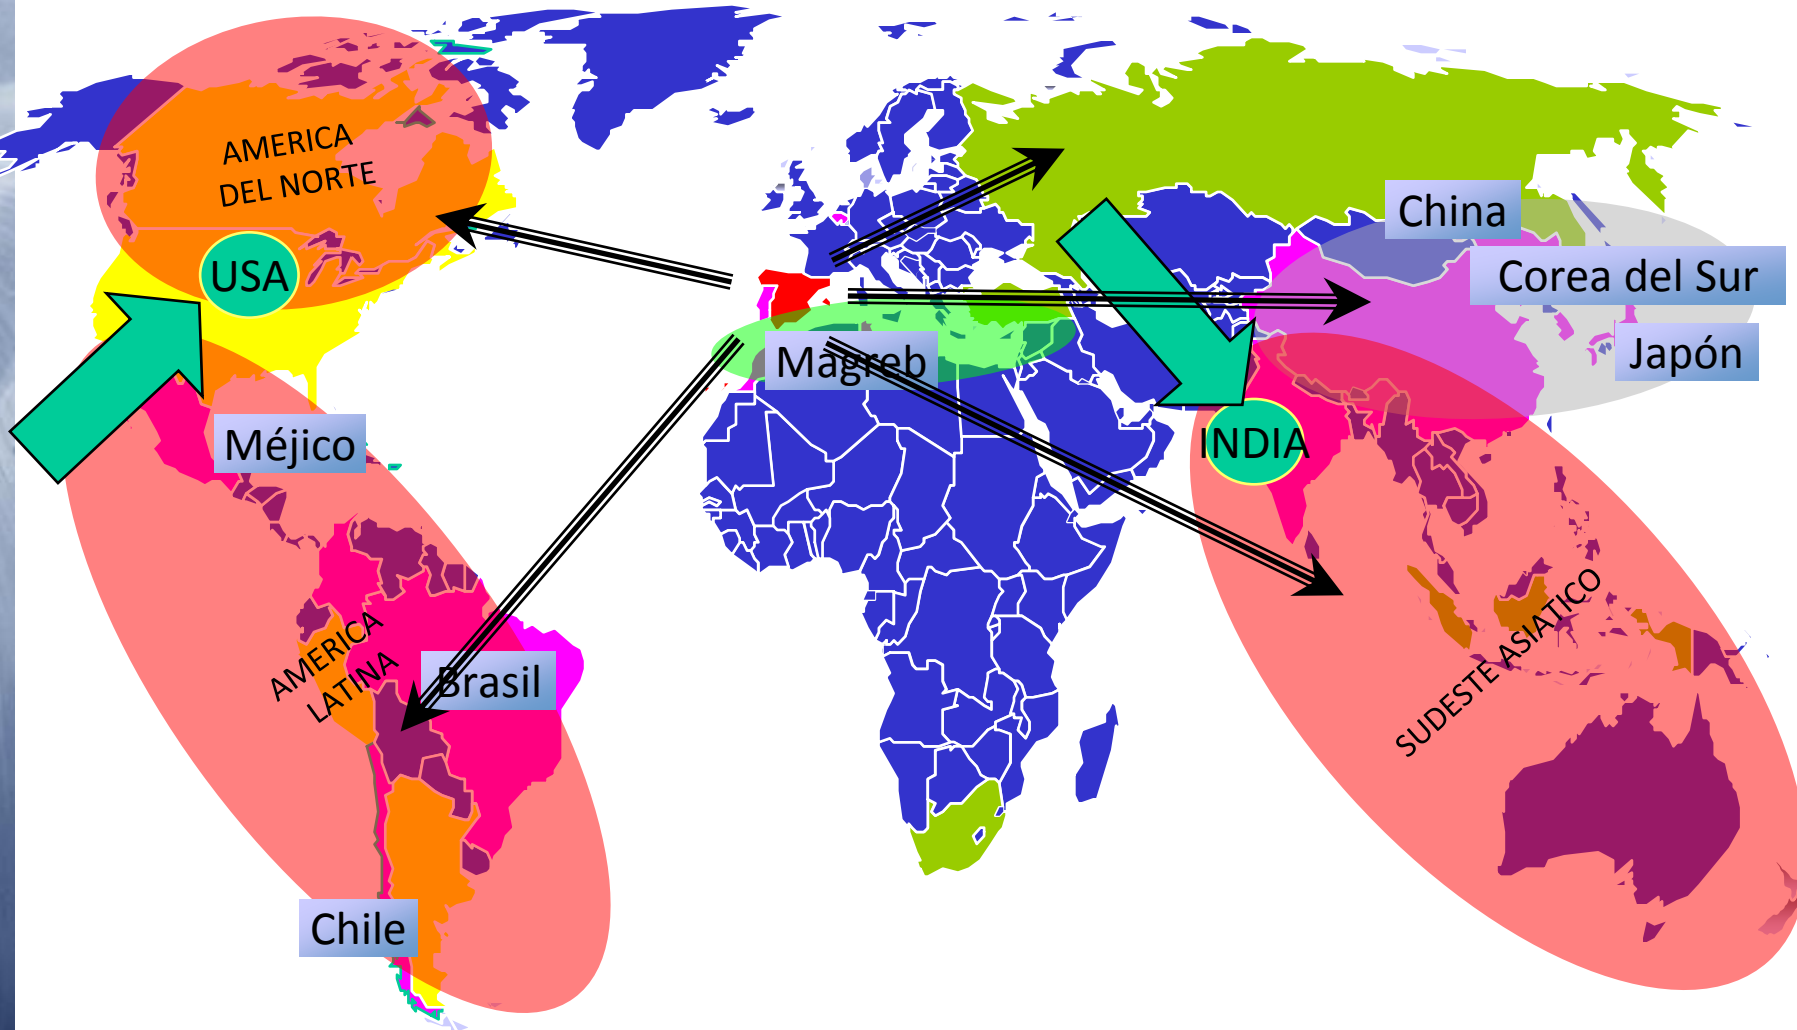 AMERICA
DEL NORTE
USA
Méjico
AMERICA
LATINA
Brasil
Chile
Magreb
China
Corea del Sur
Japón
INDIA
SUDESTE ASIATICO